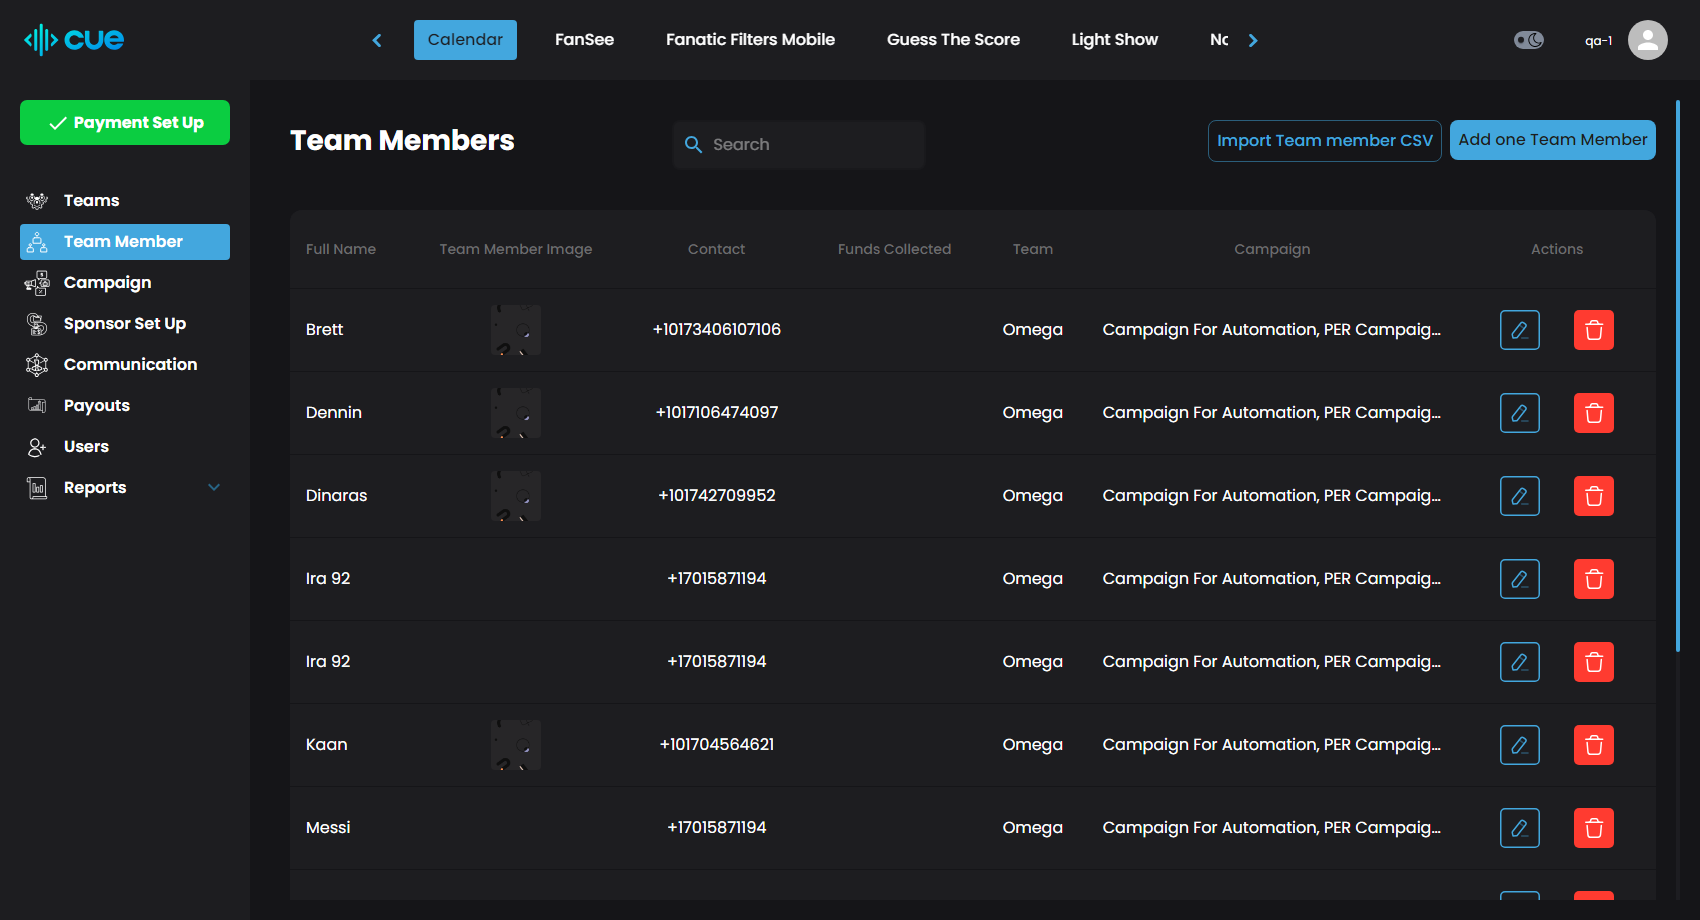 cue
Calendar
FanSee
Fanatic Filters Mobile
Guess The Score
Light Show
qa-1
Payment Set Up
Teams
Team Member
Campaign
Sponsor Set Up
Communication
Payouts
Users
Reports
Team Members
Search
Import Team member CSV
Add one Team Member
Full Name Team Member Image Contact Funds Collected Team Campaign Actions
Brett +10173406107106 Omega Campaign For Automation, PER Campaig...
Dennin +1017106474097 Omega Campaign For Automation, PER Campaig...
Dinaras +101742709952 Omega Campaign For Automation, PER Campaig...
Ira 92 +17015871194 Omega Campaign For Automation, PER Campaig...
Ira 92 +17015871194 Omega Campaign For Automation, PER Campaig...
Kaan +101704564621 Omega Campaign For Automation, PER Campaig...
Messi +17015871194 Omega Campaign For Automation, PER Campaig...